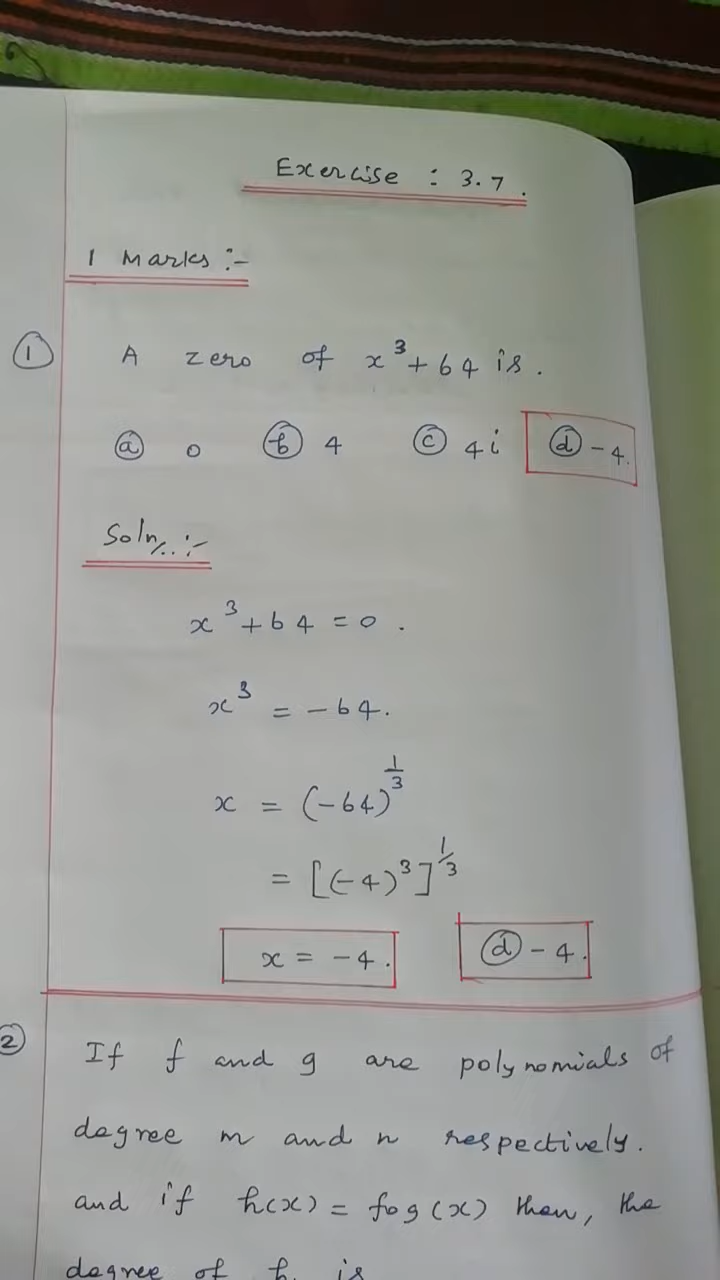 Exercise : 3.7.
1 Marks :-
① A zero of x³ + 64 is.
ⓐ 0 ⓑ 4 ⓒ 4i ⓓ -4.
Soln :-
x³ + 64 = 0.
x³ = -64.
x = (-64)^(1/3)
= [(-4)³]^(1/3)
x = -4. ⓓ -4.
② If f and g are polynomials of
degree m and n respectively.
and if h(x) = fog(x) then, the
degree of h is